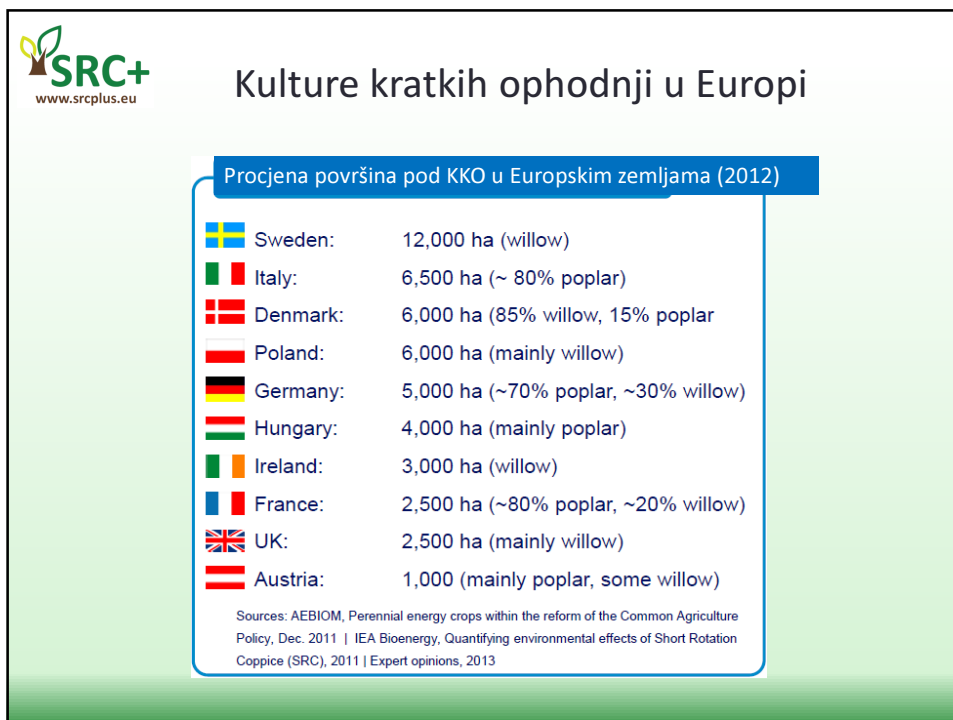 SRC+
www.srcplus.eu
Kulture kratkih ophodnji u Europi
Procjena površina pod KKO u Europskim zemljama (2012)
Sweden: 12,000 ha (willow)
Italy: 6,500 ha (~ 80% poplar)
Denmark: 6,000 ha (85% willow, 15% poplar
Poland: 6,000 ha (mainly willow)
Germany: 5,000 ha (~70% poplar, ~30% willow)
Hungary: 4,000 ha (mainly poplar)
Ireland: 3,000 ha (willow)
France: 2,500 ha (~80% poplar, ~20% willow)
UK: 2,500 ha (mainly willow)
Austria: 1,000 (mainly poplar, some willow)
Sources: AEBIOM, Perennial energy crops within the reform of the Common Agriculture
Policy, Dec. 2011 | IEA Bioenergy, Quantifying environmental effects of Short Rotation
Coppice (SRC), 2011 | Expert opinions, 2013